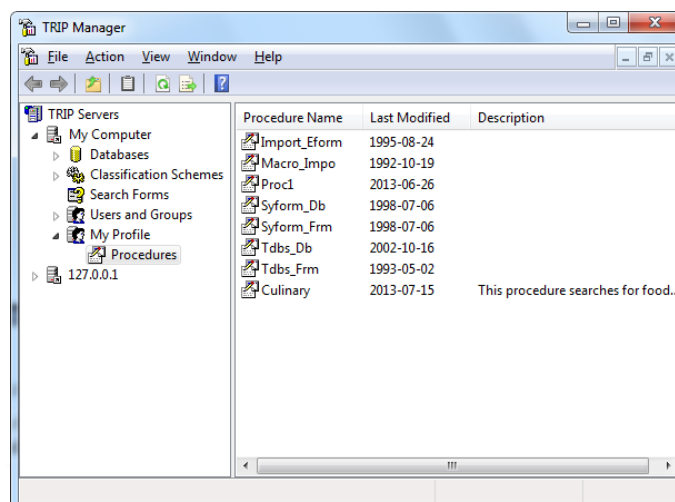 TRIP Manager
File Action View Window Help
TRIP Servers
My Computer
Databases
Classification Schemes
Search Forms
Users and Groups
My Profile
Procedures
127.0.0.1
Procedure Name Last Modified Description
Import_Eform 1995-08-24
Macro_Impo 1992-10-19
Proc1 2013-06-26
Syform_Db 1998-07-06
Syform_Frm 1998-07-06
Tdbs_Db 2002-10-16
Tdbs_Frm 1993-05-02
Culinary 2013-07-15 This procedure searches for food..